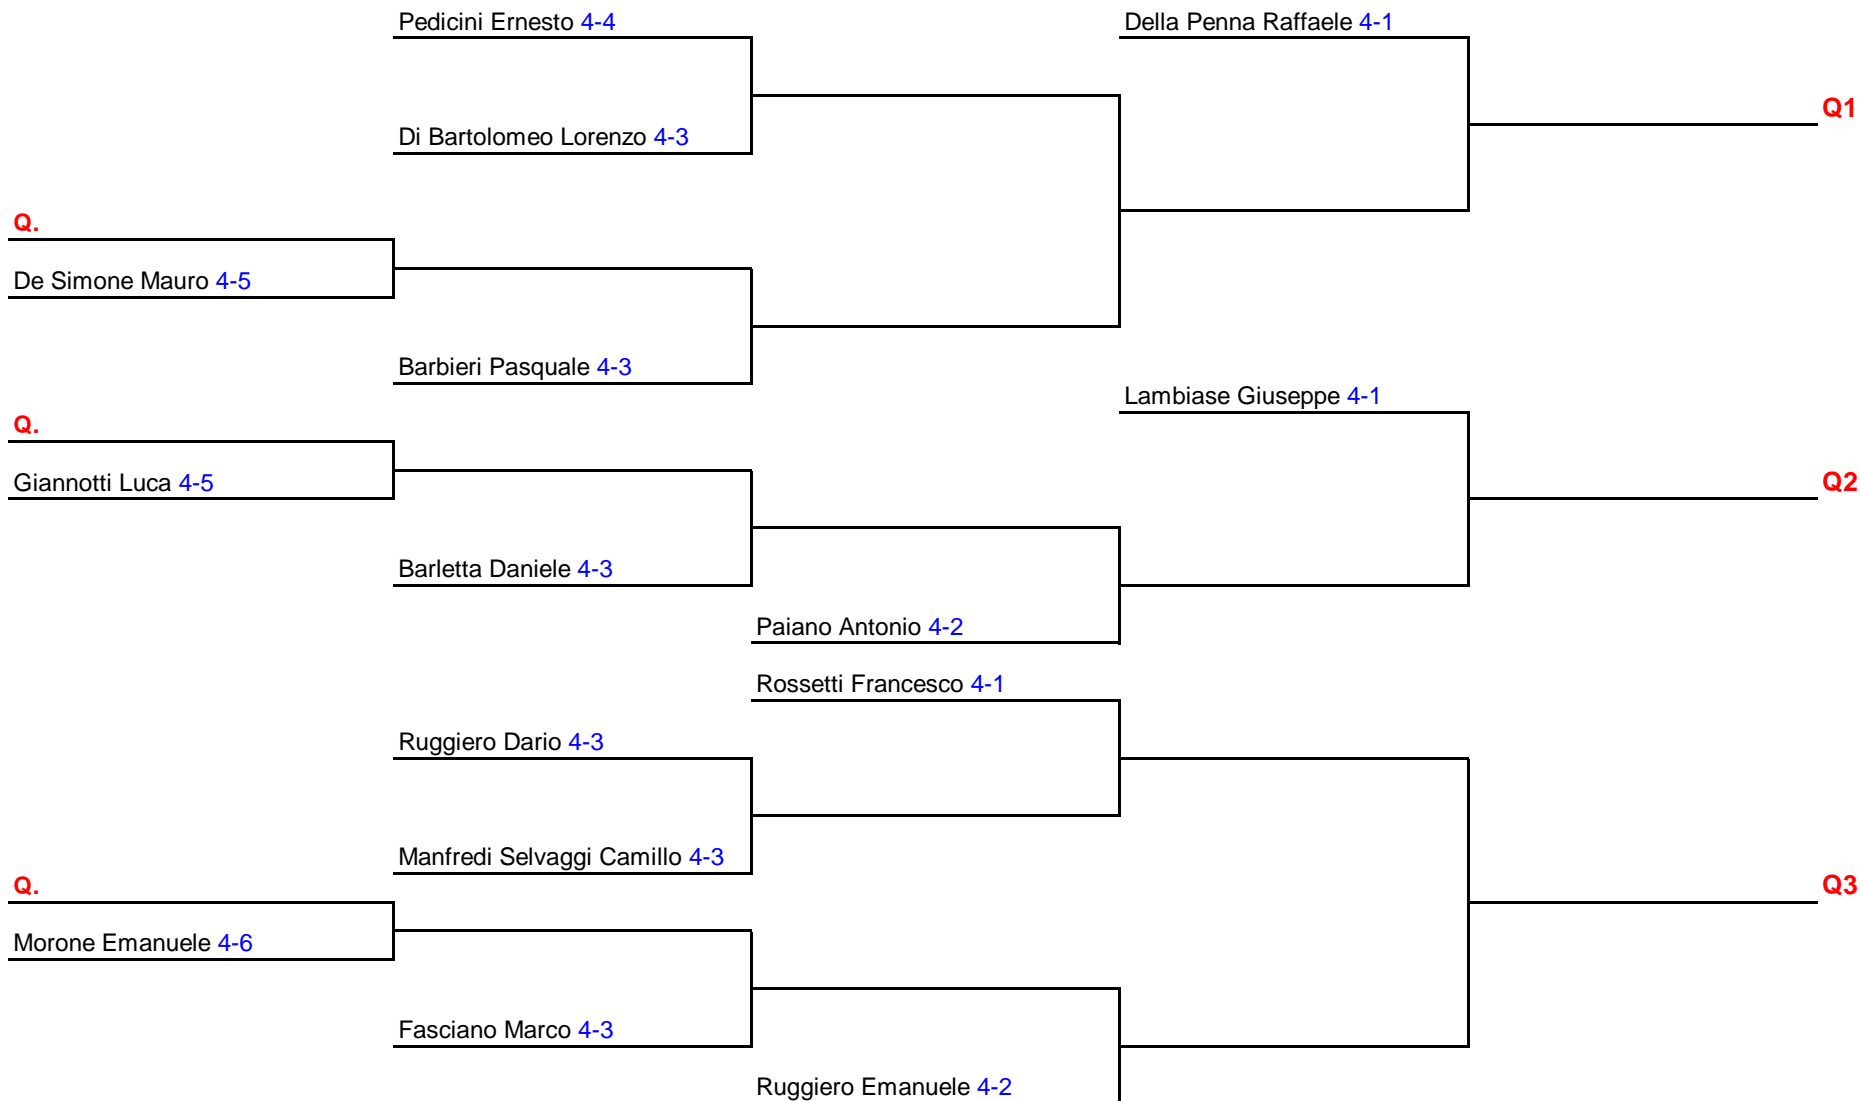 Pedicini Ernesto 4-4
Della Penna Raffaele 4-1
Q1
Di Bartolomeo Lorenzo 4-3
Q.
De Simone Mauro 4-5
Barbieri Pasquale 4-3
Lambiase Giuseppe 4-1
Q.
Giannotti Luca 4-5
Q2
Barletta Daniele 4-3
Paiano Antonio 4-2
Rossetti Francesco 4-1
Ruggiero Dario 4-3
Manfredi Selvaggi Camillo 4-3
Q.
Q3
Morone Emanuele 4-6
Fasciano Marco 4-3
Ruggiero Emanuele 4-2